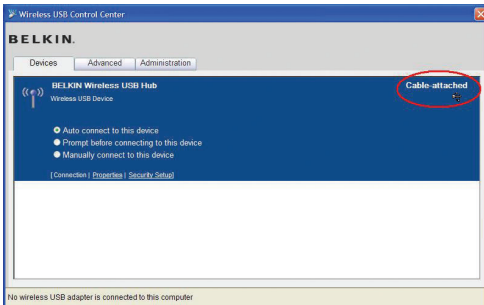 Wireless USB Control Center
BELKIN.
Devices Advanced Administration
BELKIN Wireless USB Hub Cable-attached
Wireless USB Device
Auto connect to this device
Prompt before connecting to this device
Manually connect to this device
[Connection | Properties | Security Setup]
No wireless USB adapter is connected to this computer